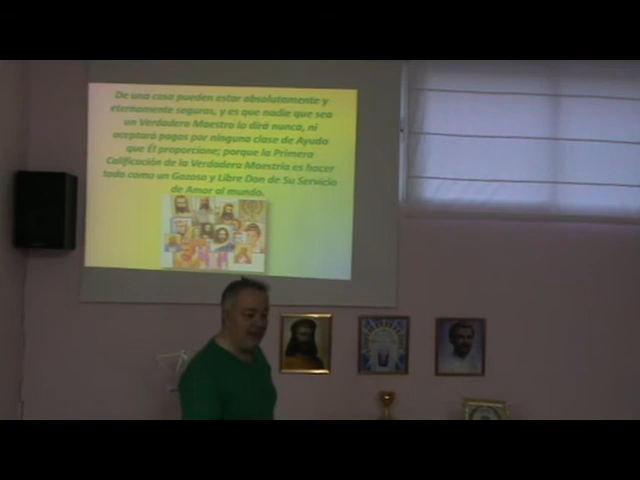 De una cosa pueden estar absolutamente y
eternamente seguras, y es que nadie que sea
un Verdadero Maestro lo dirá nunca, ni
aceptará pagos por ninguna clase de Ayuda
que Él proporcione; porque la Primera
Calificación de la Verdadera Maestría es hacer
todo como un Gozoso y Libre Don de Su Servicio
de Amor al mundo.